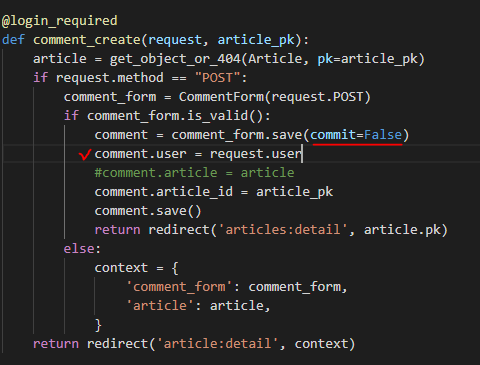 @login_required
def comment_create(request, article_pk):
    article = get_object_or_404(Article, pk=article_pk)
    if request.method == "POST":
        comment_form = CommentForm(request.POST)
        if comment_form.is_valid():
            comment = comment_form.save(commit=False)
            comment.user = request.user
            #comment.article = article
            comment.article_id = article_pk
            comment.save()
            return redirect('articles:detail', article.pk)
        else:
            context = {
                'comment_form': comment_form,
                'article': article,
            }
    return redirect('article:detail', context)